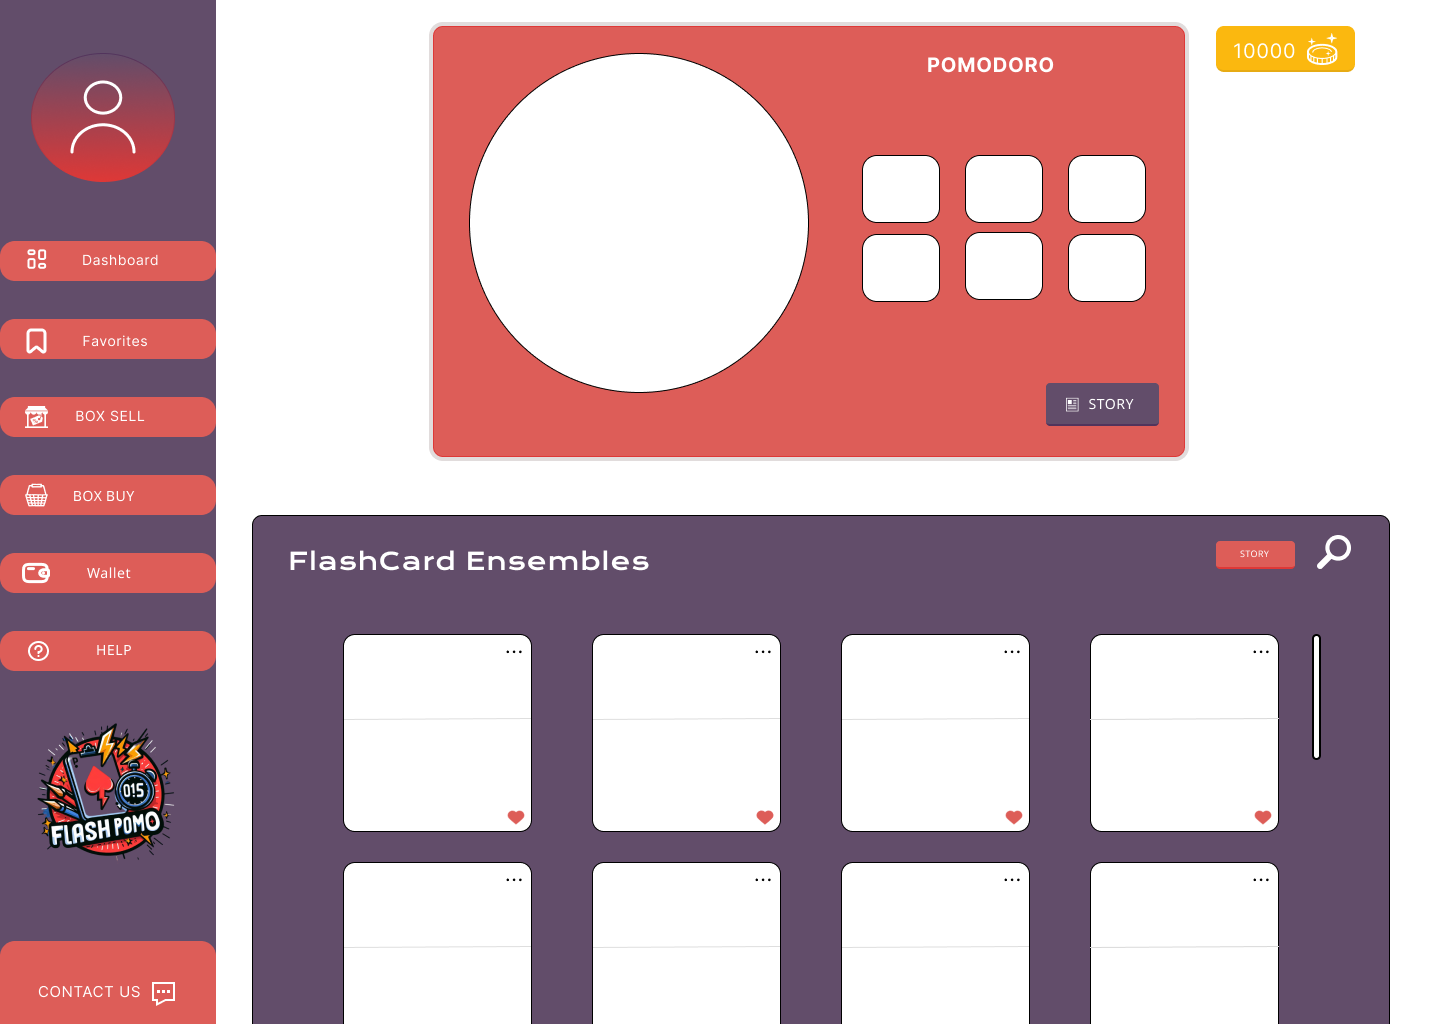 Dashboard
Favorites
BOX SELL
BOX BUY
Wallet
HELP
015
FLASH POMO
CONTACT US
POMODORO
10000
STORY
FlashCard Ensembles
STORY